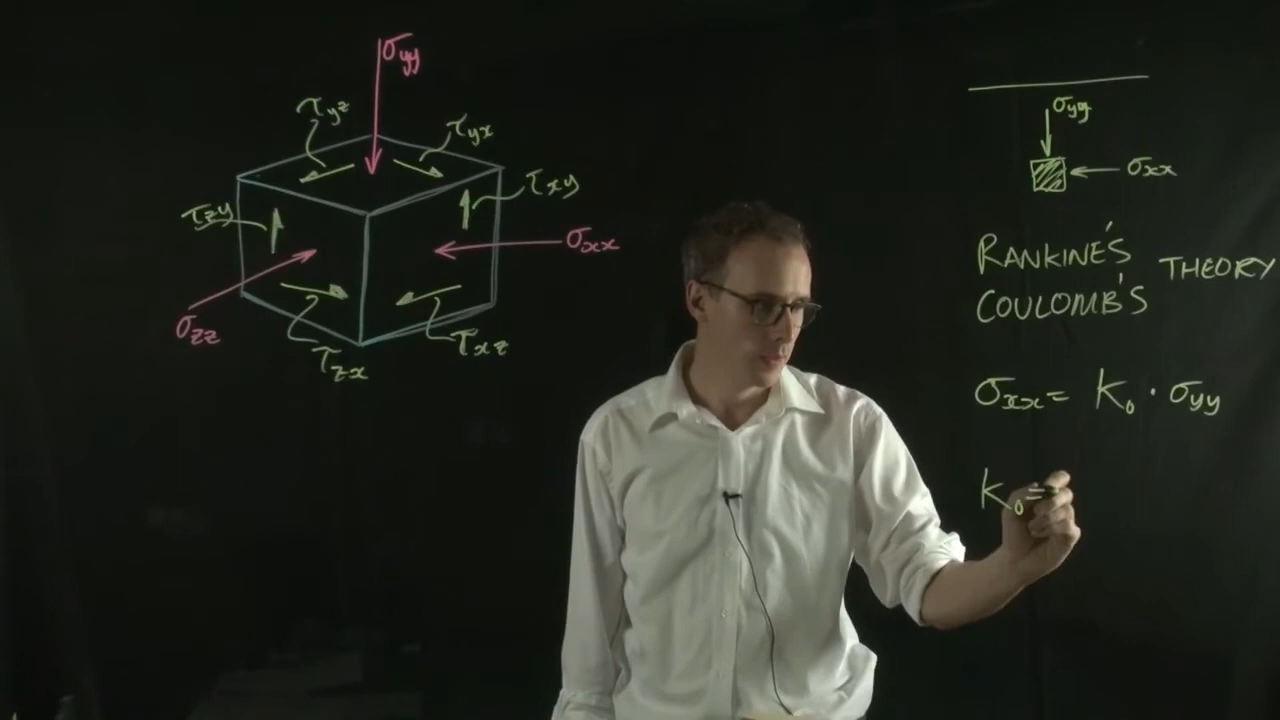 σyy
τyz
τyx
τxy
τzy
σxx
σzz
τzx
τxz
σyy
σxx
RANKINE'S
COULOMB'S THEORY
σxx = K₀ · σyy
K₀ =